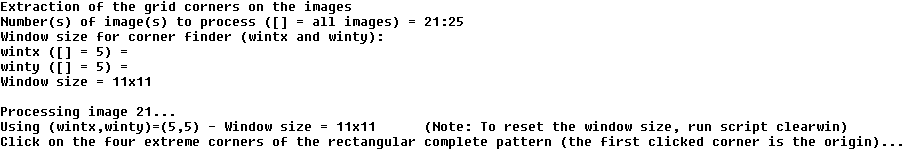 Extraction of the grid corners on the images
Number(s) of image(s) to process ([] = all images) = 21:25
Window size for corner finder (wintx and winty):
wintx ([] = 5) =
winty ([] = 5) =
Window size = 11x11
Processing image 21...
Using (wintx,winty)=(5,5) - Window size = 11x11      (Note: To reset the window size, run script clearwin)
Click on the four extreme corners of the rectangular complete pattern (the first clicked corner is the origin)...